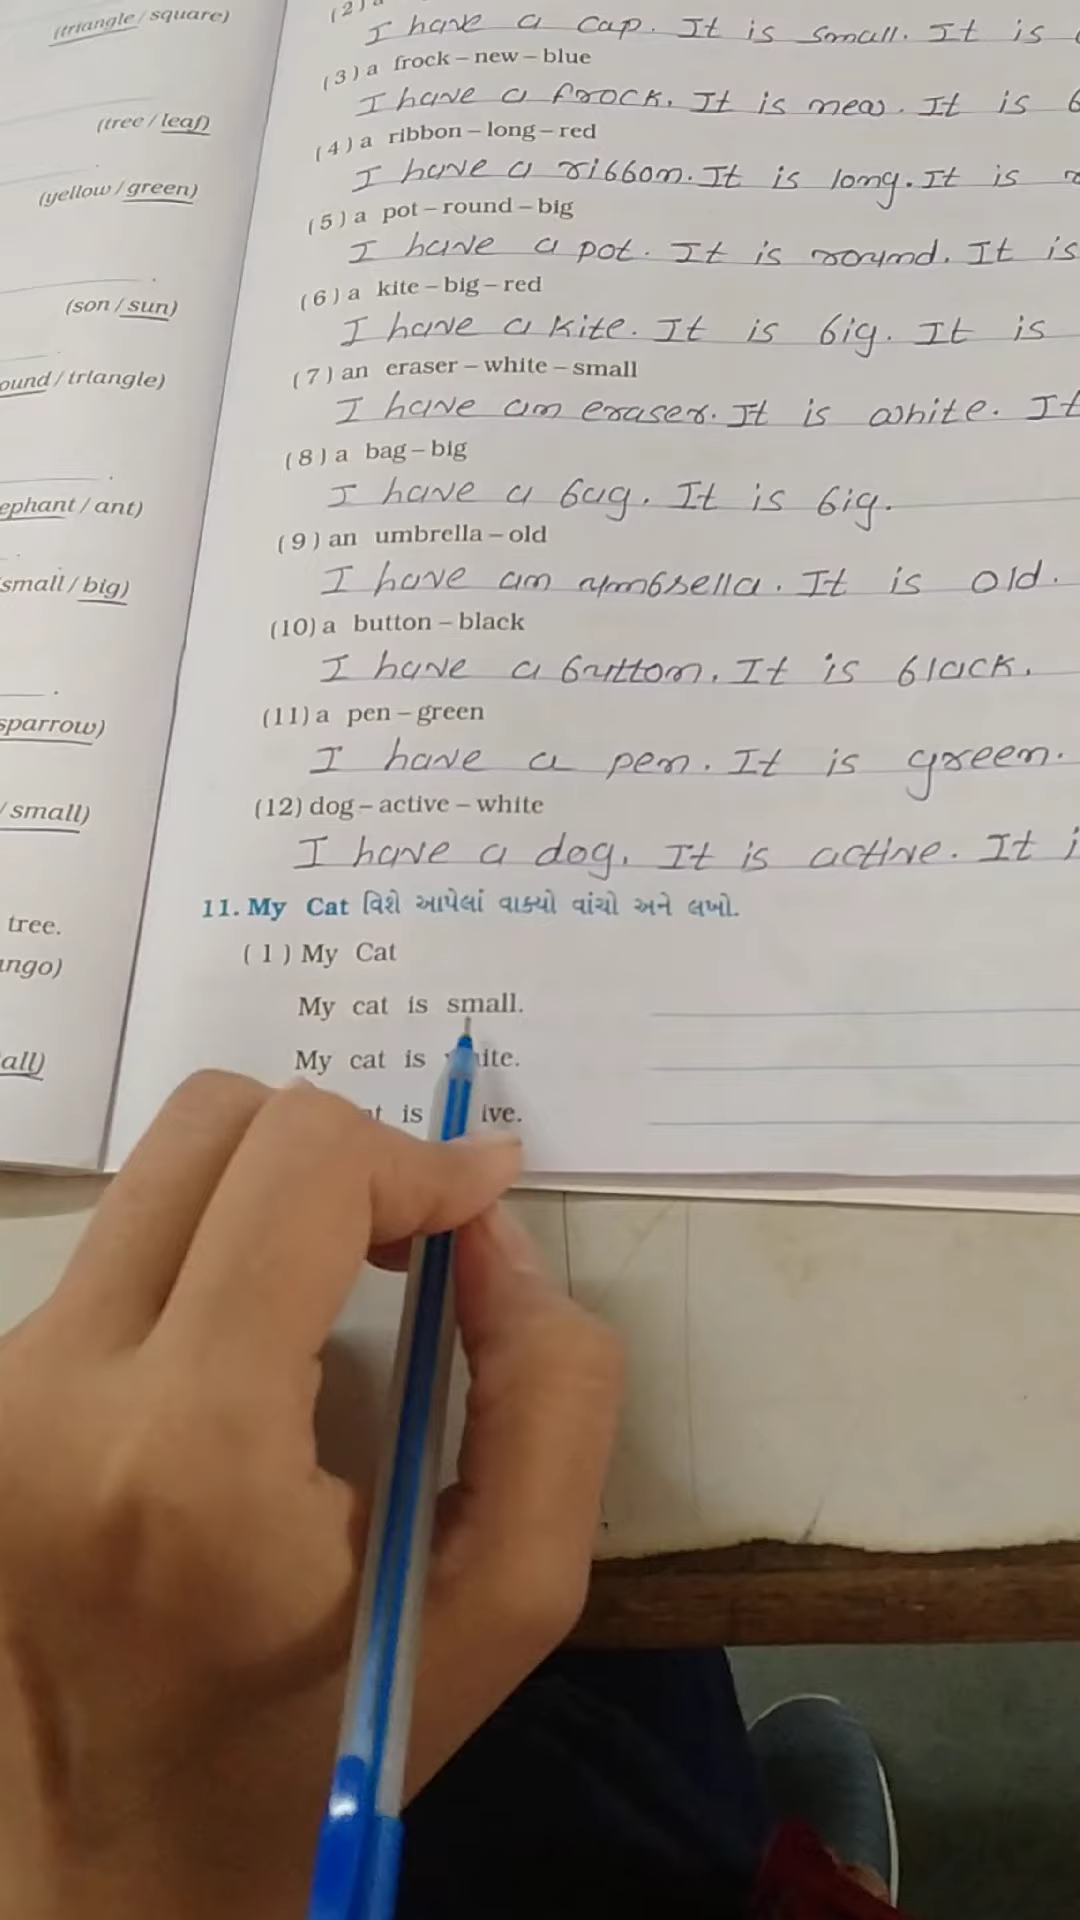 (triangle / square)
(tree / leaf)
(yellow / green)
(son / sun)
ound / triangle)
ephant / ant)
small / big)
sparrow)
/ small)
tree.
ngo)
all)
(2) a
I have a cap. It is small. It is
(3) a frock – new – blue
I have a frock. It is new. It is b
(4) a ribbon – long – red
I have a ribbon. It is long. It is r
(5) a pot – round – big
I have a pot. It is round. It is
(6) a kite – big – red
I have a kite. It is big. It is
(7) an eraser – white – small
I have an eraser. It is white. It
(8) a bag – big
I have a bag. It is big.
(9) an umbrella – old
I have an umbrella. It is old.
(10) a button – black
I have a button. It is black.
(11) a pen – green
I have a pen. It is green.
(12) dog – active – white
I have a dog. It is active. It i
11. My Cat વિશે આપેલાં વાક્યો વાંચો અને લખો.
(1) My Cat
My cat is small.
My cat is ite.
at is ive.